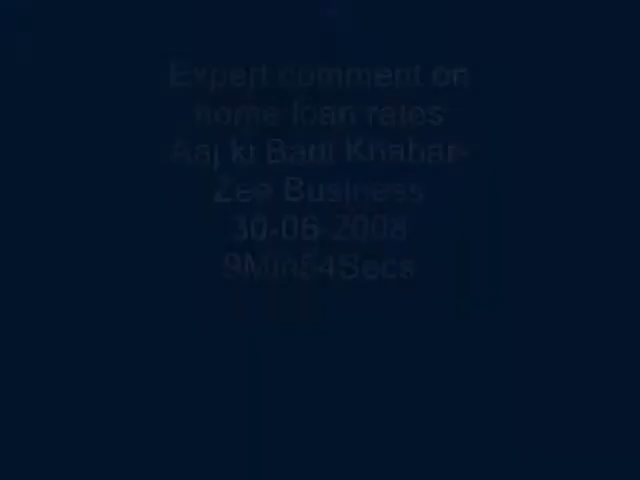 Expert comment on
home loan rates
Aaj ki Badi Khabar-
Zee Business
30-06-2008
9Min54Secs